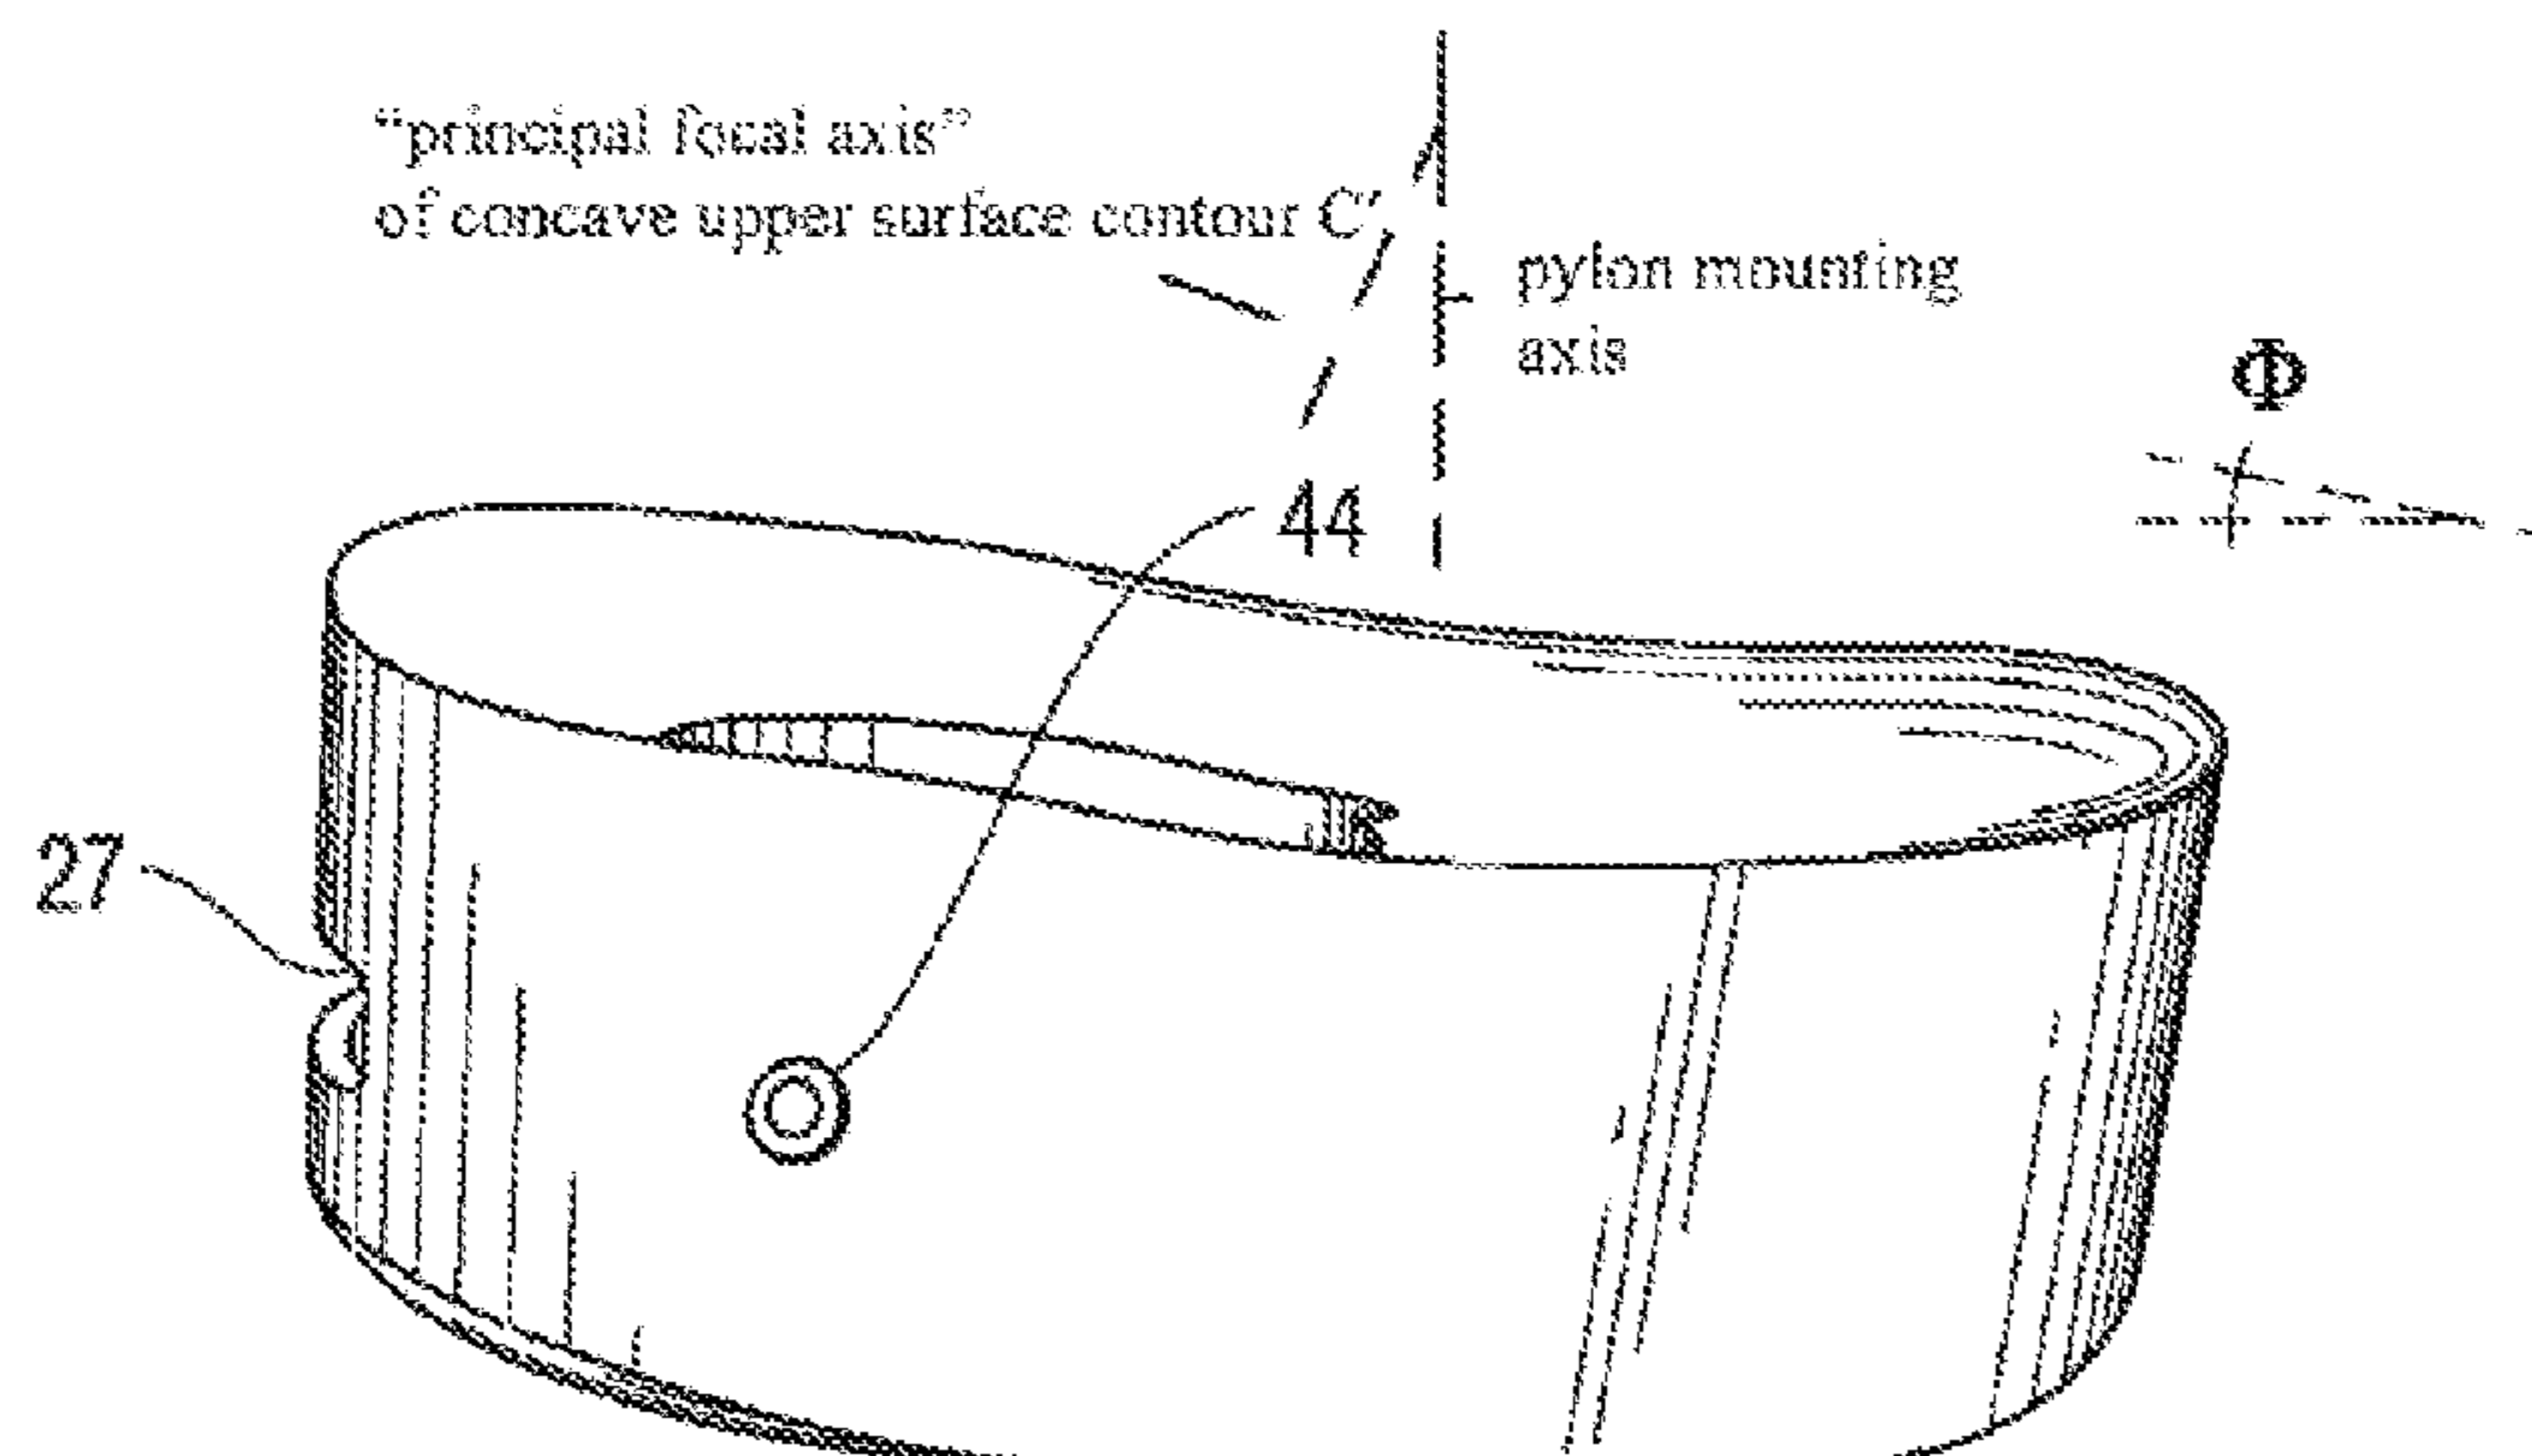 “principal focal axis”
of concave upper surface contour C'
pylon mounting
axis
Φ
44
27